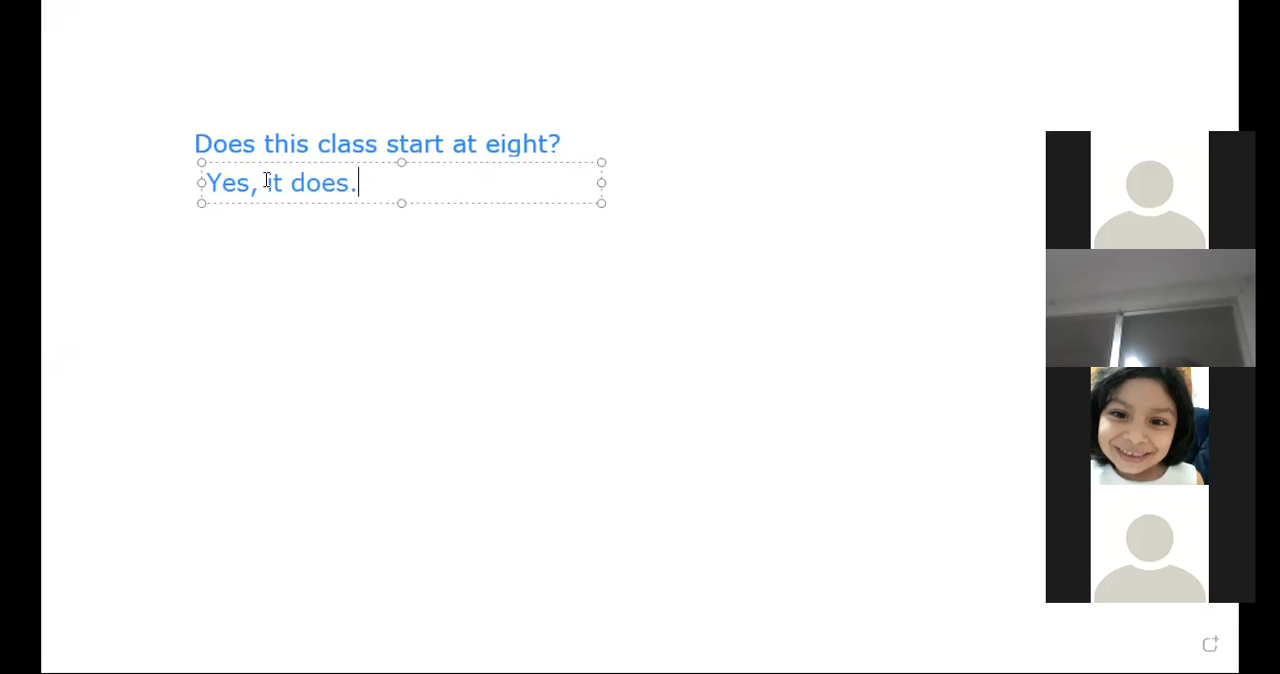 Does this class start at eight?
Yes, it does.